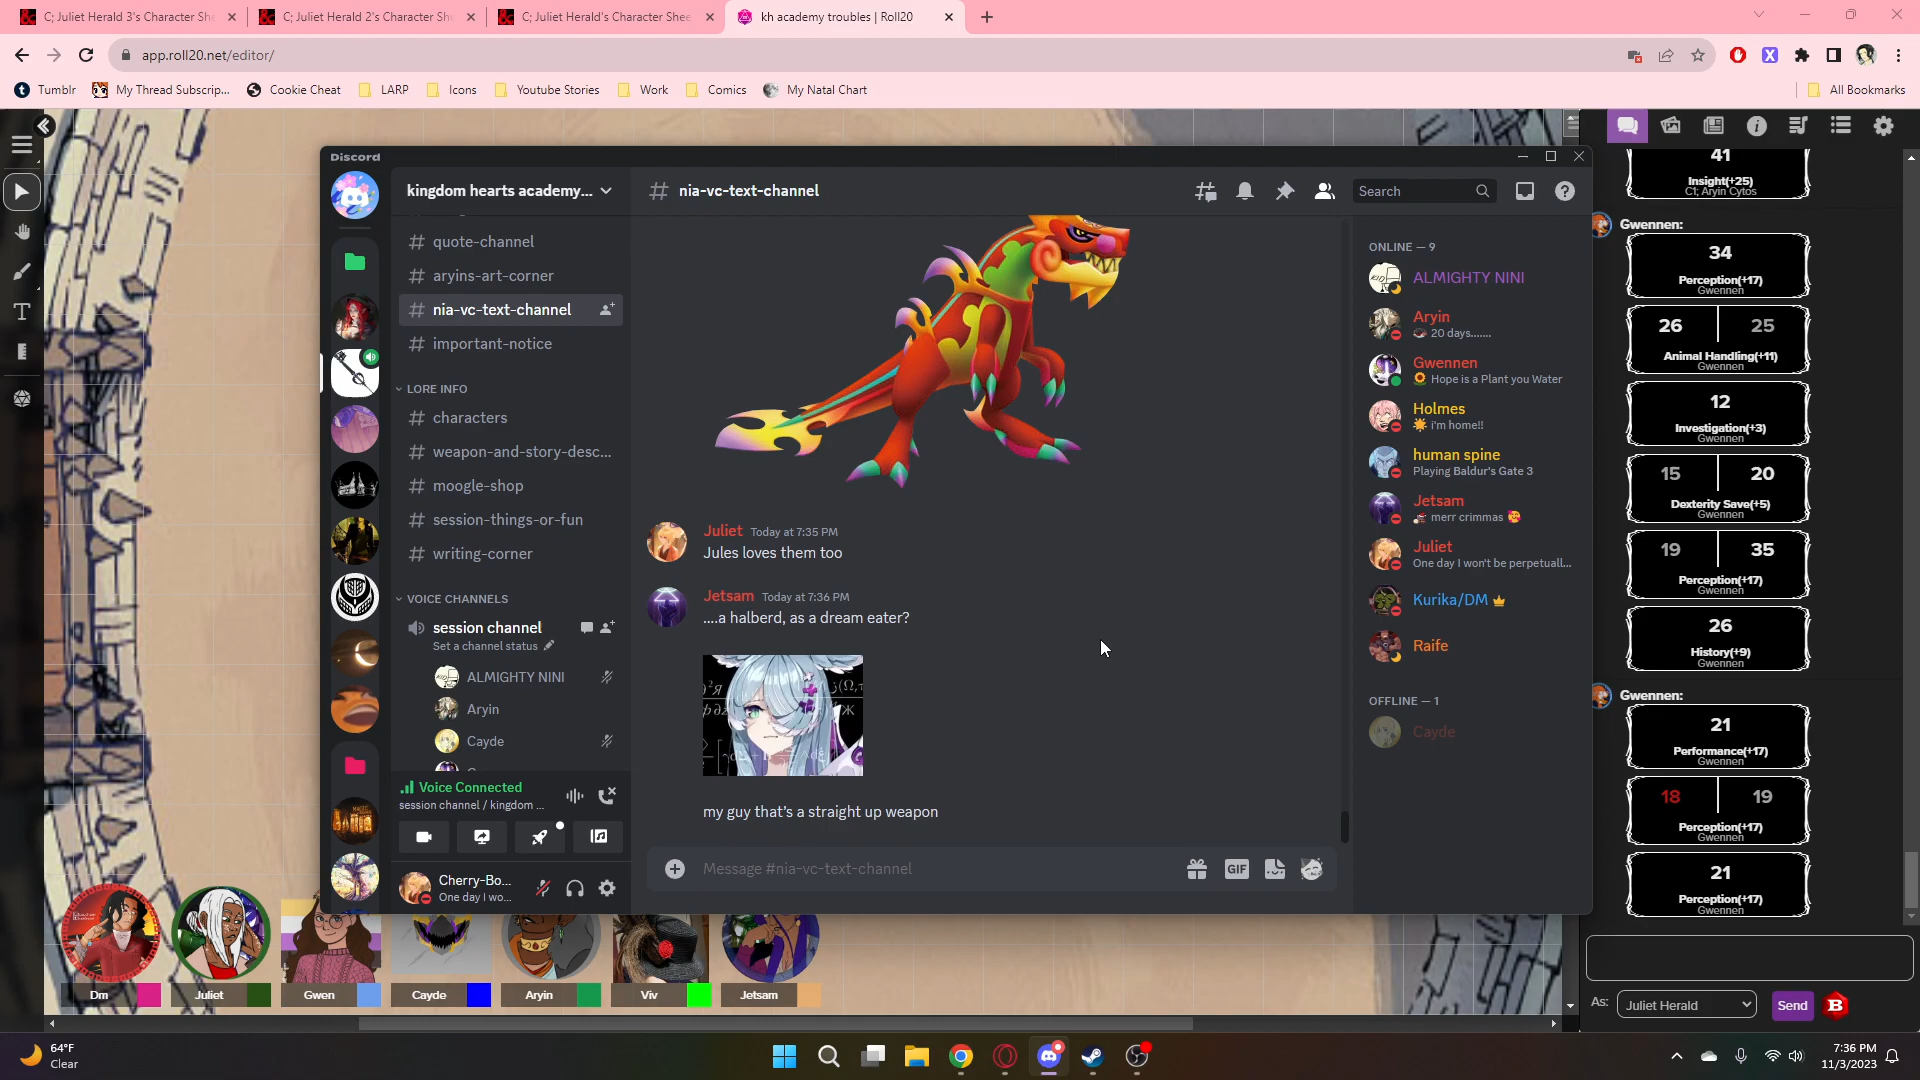 C; Juliet Herald 3's Character She
C; Juliet Herald 2's Character Sh
C; Juliet Herald's Character Shee
kh academy troubles | Roll20
app.roll20.net/editor/
Tumblr
My Thread Subscrip...
Cookie Cheat
LARP
Icons
Youtube Stories
Work
Comics
My Natal Chart
All Bookmarks
Discord
kingdom hearts academy...
nia-vc-text-channel
Search
quote-channel
aryins-art-corner
nia-vc-text-channel
important-notice
LORE INFO
characters
weapon-and-story-desc...
moogle-shop
session-things-or-fun
writing-corner
VOICE CHANNELS
session channel
Set a channel status
ALMIGHTY NINI
Aryin
Cayde
Voice Connected
session channel / kingdom ...
Cherry-Bo...
One day I wo...
Juliet Today at 7:35 PM
Jules loves them too
Jetsam Today at 7:36 PM
....a halberd, as a dream eater?
my guy that's a straight up weapon
Message #nia-vc-text-channel
GIF
ONLINE — 9
ALMIGHTY NINI
Aryin
20 days.......
Gwennen
Hope is a Plant you Water
Holmes
i'm home!!
human spine
Playing Baldur's Gate 3
Jetsam
merr crimmas
Juliet
One day I won't be perpetuall...
Kurika/DM
Raife
OFFLINE — 1
Cayde
41
Insight(+25)
C1; Aryin Cytos
Gwennen:
34
Perception(+17)
Gwennen
26 25
Animal Handling(+11)
Gwennen
12
Investigation(+3)
Gwennen
15 20
Dexterity Save(+5)
Gwennen
19 35
Perception(+17)
Gwennen
26
History(+9)
Gwennen
Gwennen:
21
Performance(+17)
Gwennen
18 19
Perception(+17)
Gwennen
21
Perception(+17)
Gwennen
As:
Juliet Herald
Send
Dm
Juliet
Gwen
Cayde
Aryin
Viv
Jetsam
64°F
Clear
7:36 PM
11/3/2023